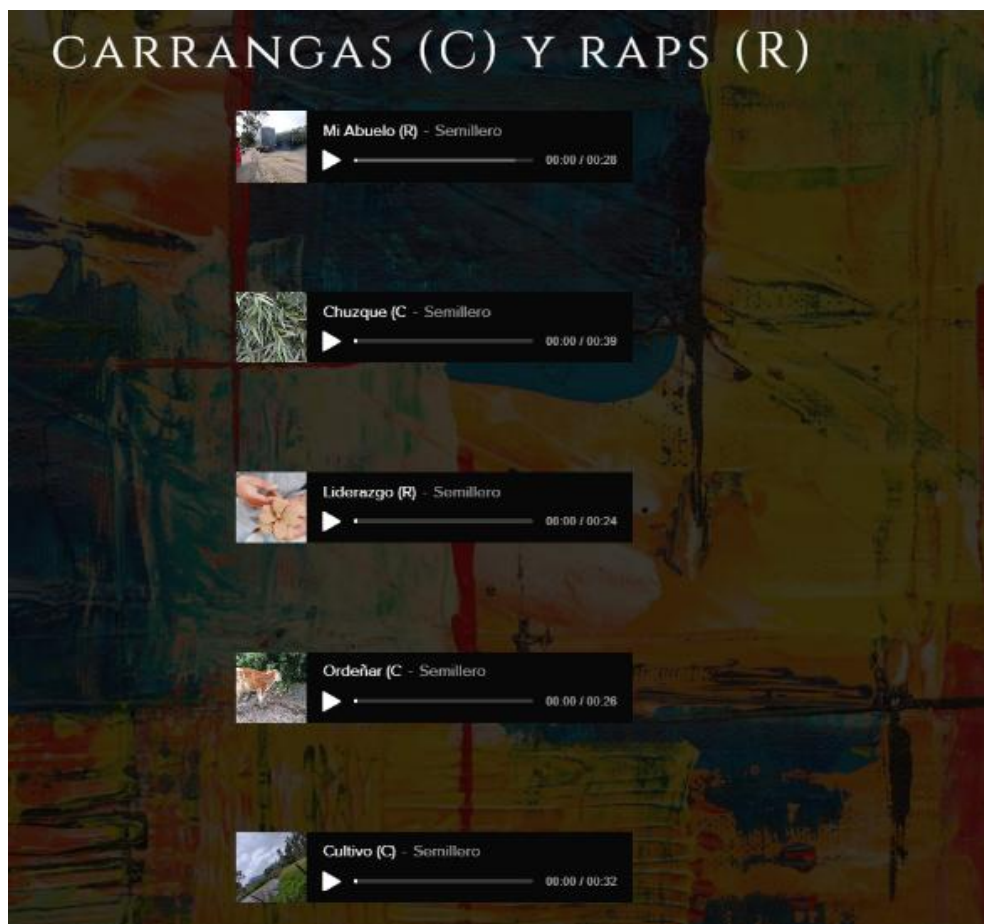 CARRANGAS (C) Y RAPS (R)
Mi Abuelo (R) - Semillero
00:00 / 00:28
Chuzque (C - Semillero
00:00 / 00:39
Liderazgo (R) - Semillero
00:00 / 00:24
Ordeñar (C - Semillero
00:00 / 00:26
Cultivo (C) - Semillero
00:00 / 00:32